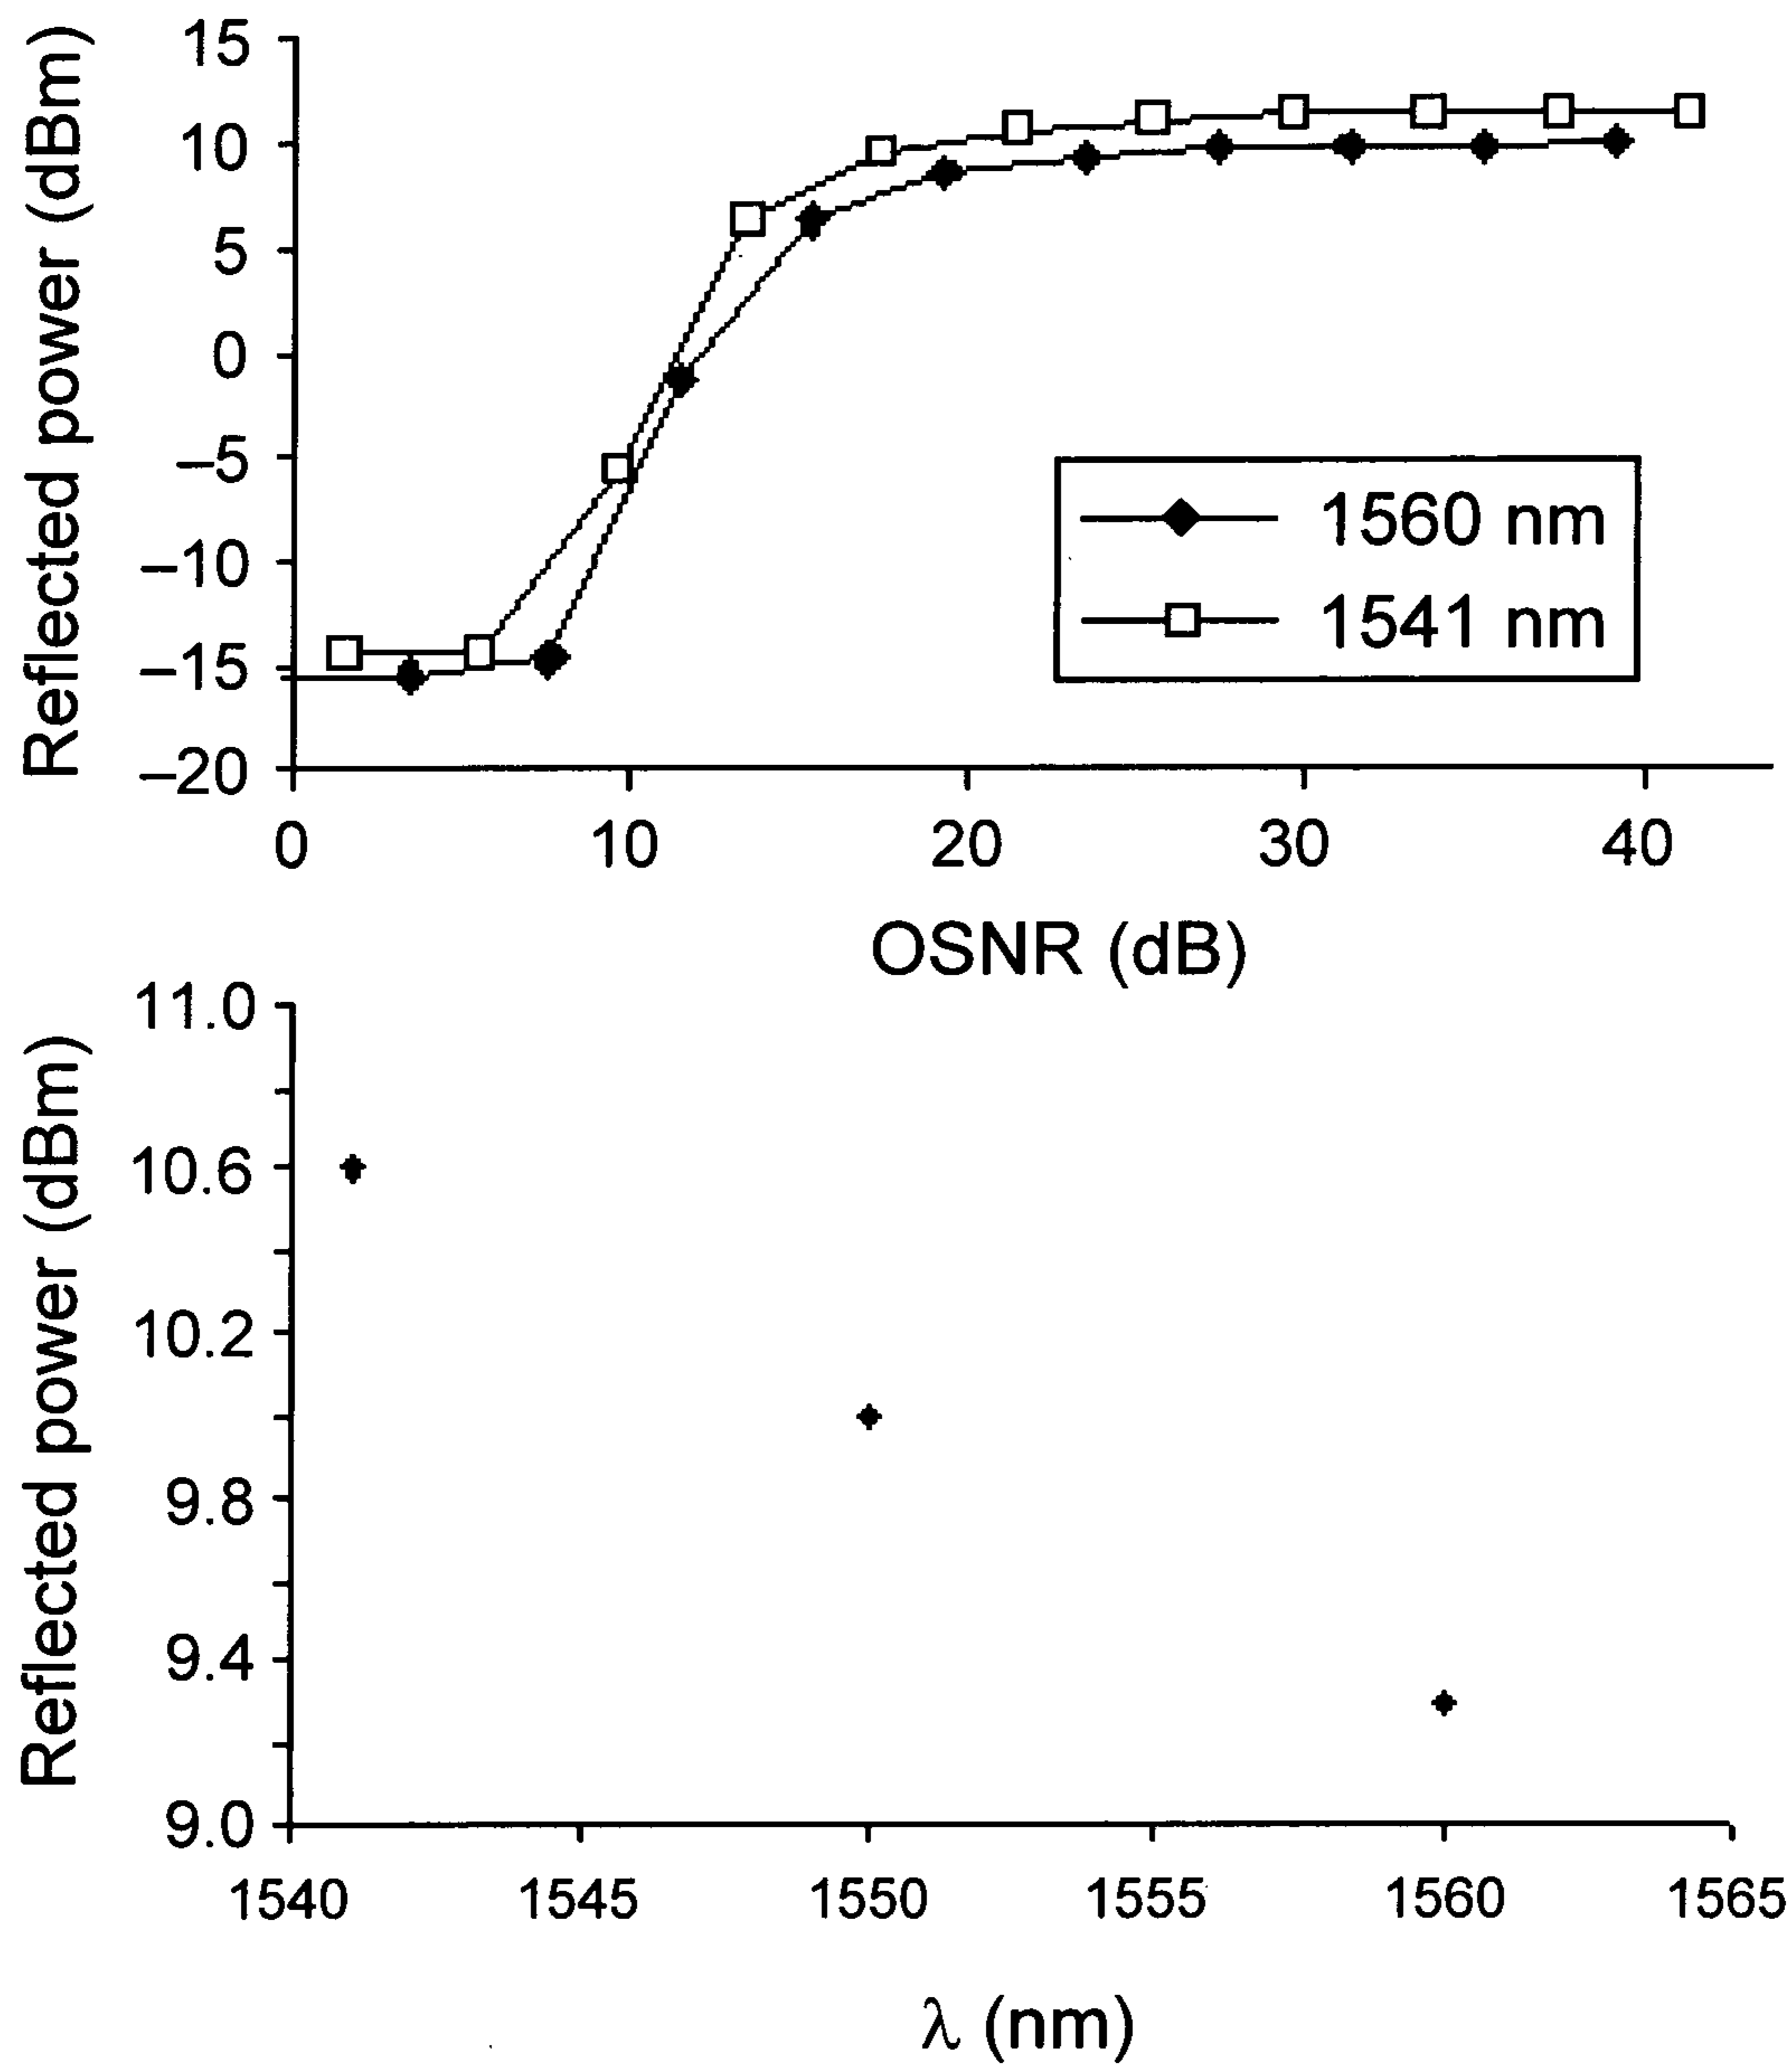 Reflected power (dBm)
15
10
5
0
–5
–10
–15
–20
1560 nm
1541 nm
0 10 20 30 40
OSNR (dB)
Reflected power (dBm)
11.0
10.6
10.2
9.8
9.4
9.0
1540 1545 1550 1555 1560 1565
λ (nm)